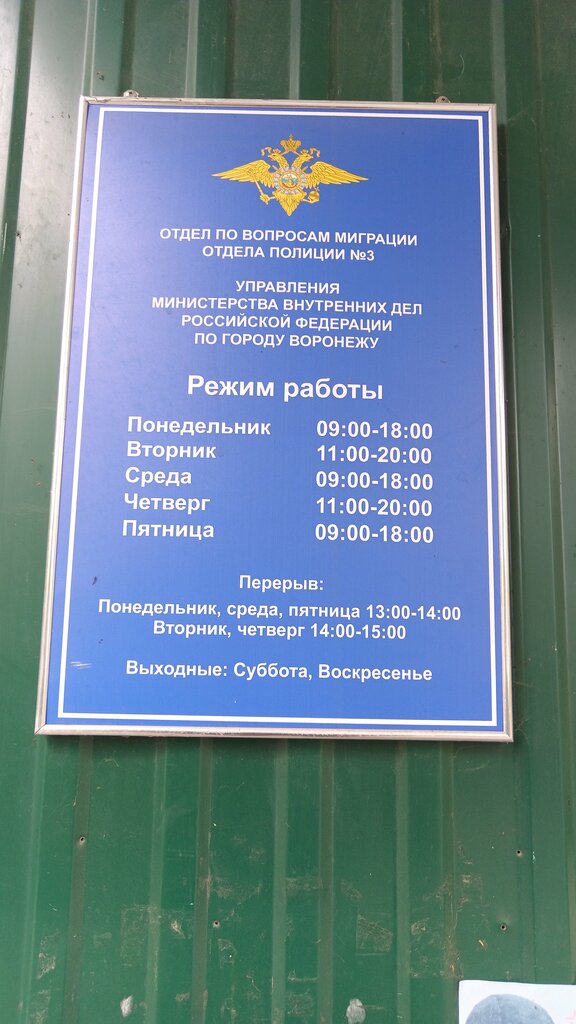 ОТДЕЛ ПО ВОПРОСАМ МИГРАЦИИ
ОТДЕЛА ПОЛИЦИИ №3
УПРАВЛЕНИЯ
МИНИСТЕРСТВА ВНУТРЕННИХ ДЕЛ
РОССИЙСКОЙ ФЕДЕРАЦИИ
ПО ГОРОДУ ВОРОНЕЖУ
Режим работы
Понедельник 09:00-18:00
Вторник 11:00-20:00
Среда 09:00-18:00
Четверг 11:00-20:00
Пятница 09:00-18:00
Перерыв:
Понедельник, среда, пятница 13:00-14:00
Вторник, четверг 14:00-15:00
Выходные: Суббота, Воскресенье